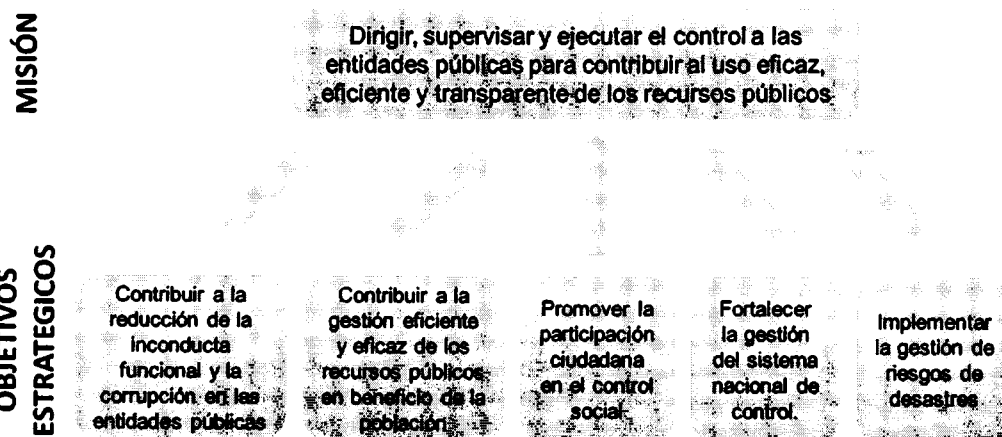 MISIÓN
Dirigir, supervisar y ejecutar el control a las
entidades públicas para contribuir al uso eficaz,
eficiente y transparente de los recursos públicos
OBJETIVOS
ESTRATEGICOS
Contribuir a la
reducción de la
inconducta
funcional y la
corrupción en las
entidades públicas
Contribuir a la
gestión eficiente
y eficaz de los
recursos públicos
en beneficio de la
población.
Promover la
participación
ciudadana
en el control
social.
Fortalecer
la gestión
del sistema
nacional de
control.
Implementar
la gestión de
riesgos de
desastres